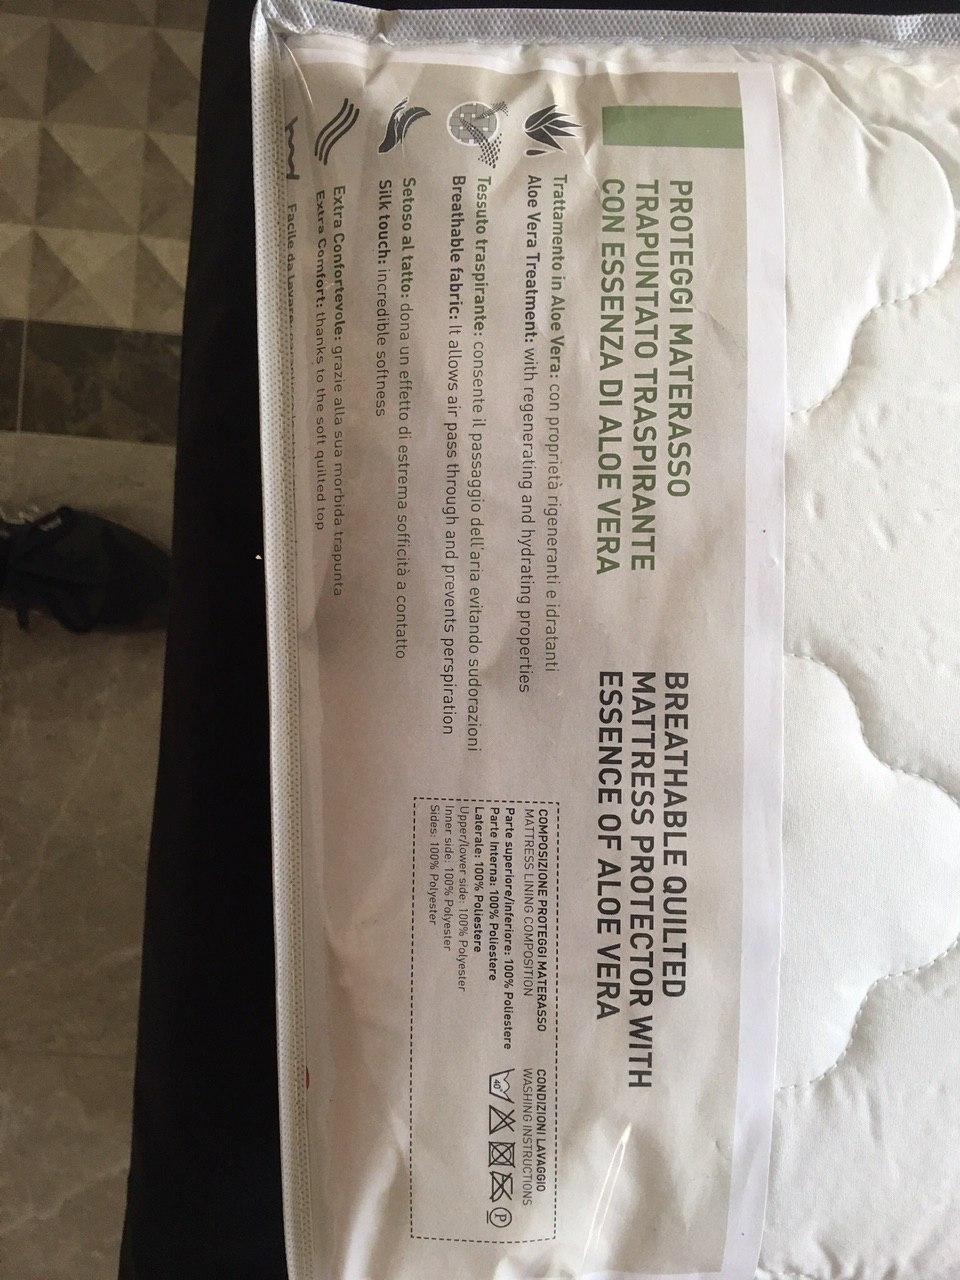 PROTEGGI MATERASSO
TRAPUNTATO TRASPIRANTE
CON ESSENZA DI ALOE VERA
BREATHABLE QUILTED
MATTRESS PROTECTOR WITH
ESSENCE OF ALOE VERA
Trattamento in Aloe Vera: con proprietà rigeneranti e idratanti
Aloe Vera Treatment: with regenerating and hydrating properties
Tessuto traspirante: consente il passaggio dell'aria evitando sudorazioni
Breathable fabric: It allows air pass through and prevents perspiration
Setoso al tatto: dona un effetto di estrema sofficità a contatto
Silk touch: incredible softness
Extra Confortevole: grazie alla sua morbida trapunta
Extra Comfort: thanks to the soft quilted top
Facile da lavare:
COMPOSIZIONE PROTEGGI MATERASSO
MATTRESS LINING COMPOSITION
Parte superiore/inferiore: 100% Poliestere
Parte Interna: 100% Poliestere
Laterale: 100% Poliestere
Upper/lower side: 100% Polyester
Inner side: 100% Polyester
Sides: 100% Polyester
CONDIZIONI LAVAGGIO
WASHING INSTRUCTIONS
40° P